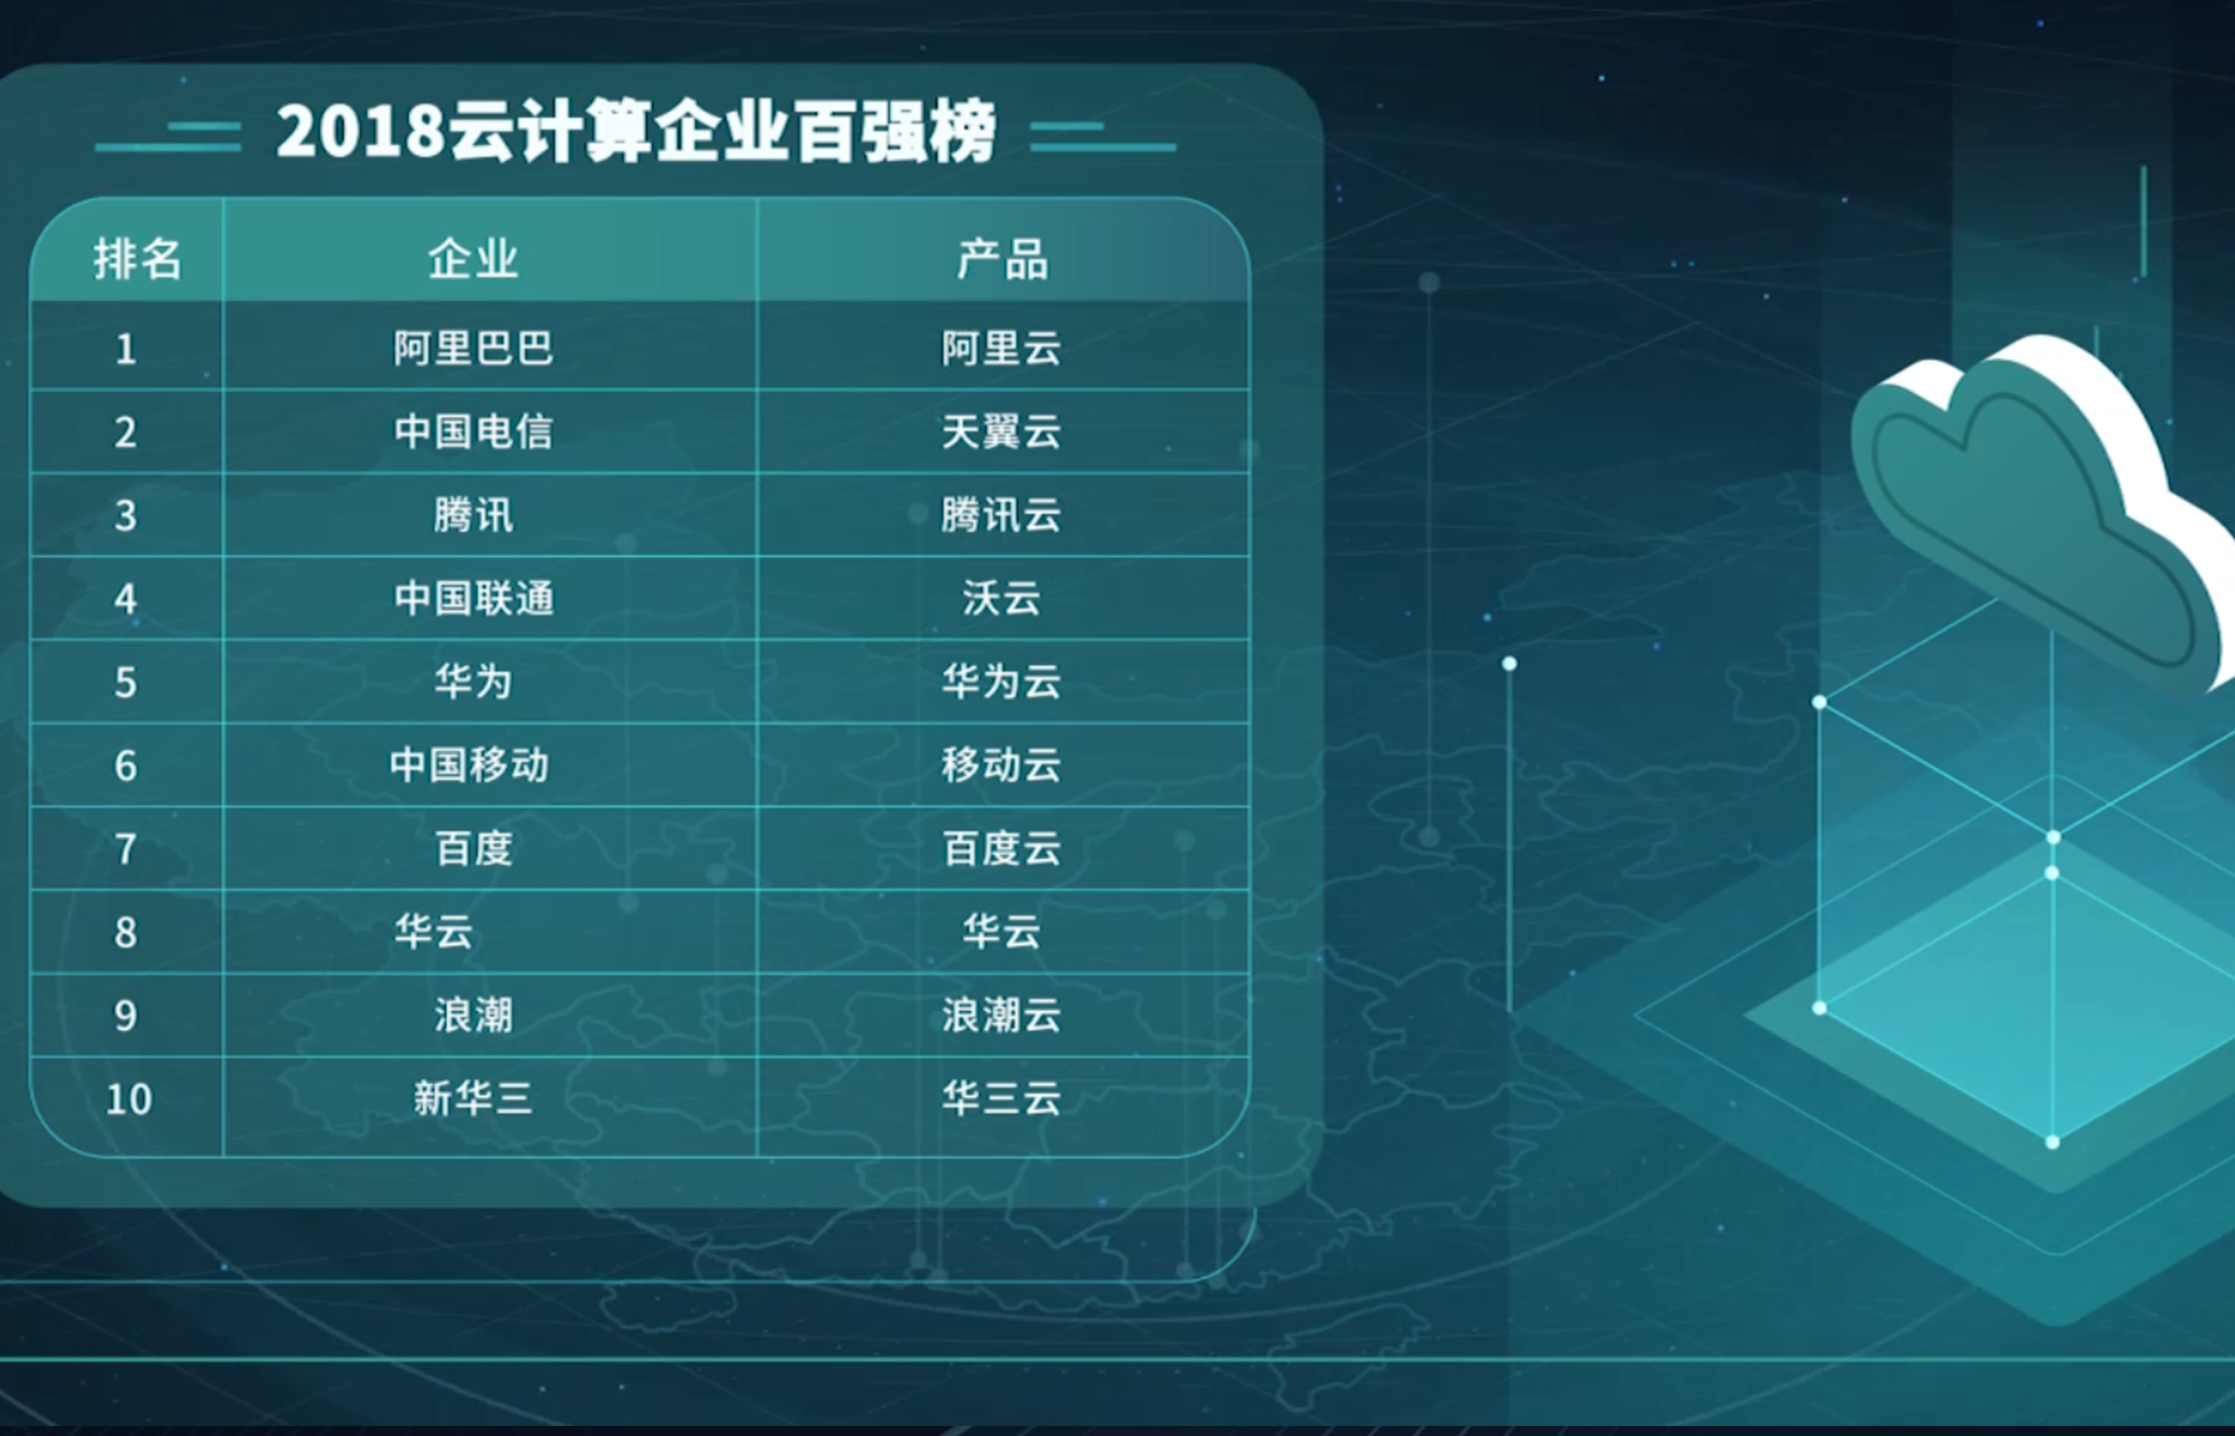 2018云计算企业百强榜
排名 企业 产品
1 阿里巴巴 阿里云
2 中国电信 天翼云
3 腾讯 腾讯云
4 中国联通 沃云
5 华为 华为云
6 中国移动 移动云
7 百度 百度云
8 华云 华云
9 浪潮 浪潮云
10 新华三 华三云